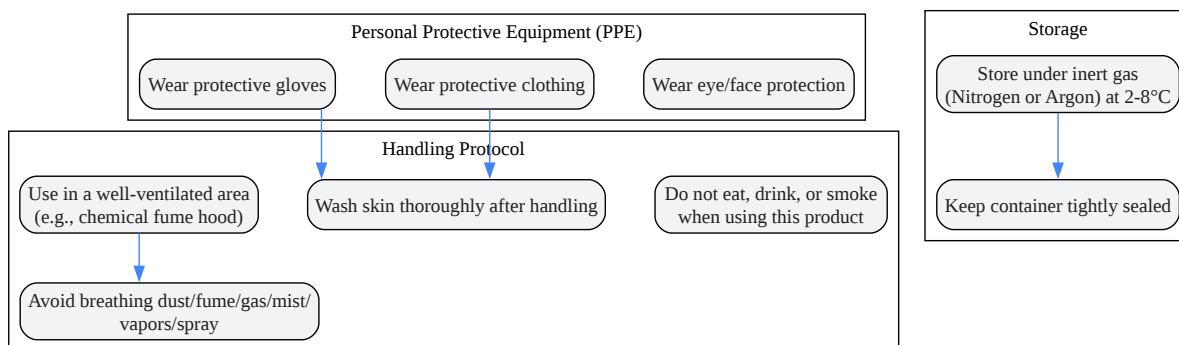 Personal Protective Equipment (PPE)
Wear protective gloves
Wear protective clothing
Wear eye/face protection
Handling Protocol
Use in a well-ventilated area
(e.g., chemical fume hood)
Wash skin thoroughly after handling
Do not eat, drink, or smoke
when using this product
Avoid breathing dust/fume/gas/mist/
vapors/spray
Storage
Store under inert gas
(Nitrogen or Argon) at 2-8°C
Keep container tightly sealed